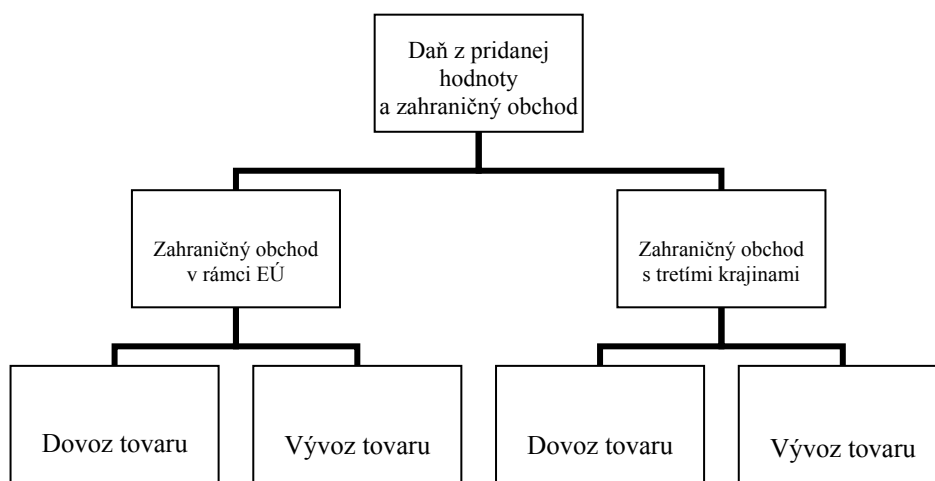 Daň z pridanej
hodnoty
a zahraničný obchod
Zahraničný obchod
v rámci EÚ
Zahraničný obchod
s tretími krajinami
Dovoz tovaru
Vývoz tovaru
Dovoz tovaru
Vývoz tovaru